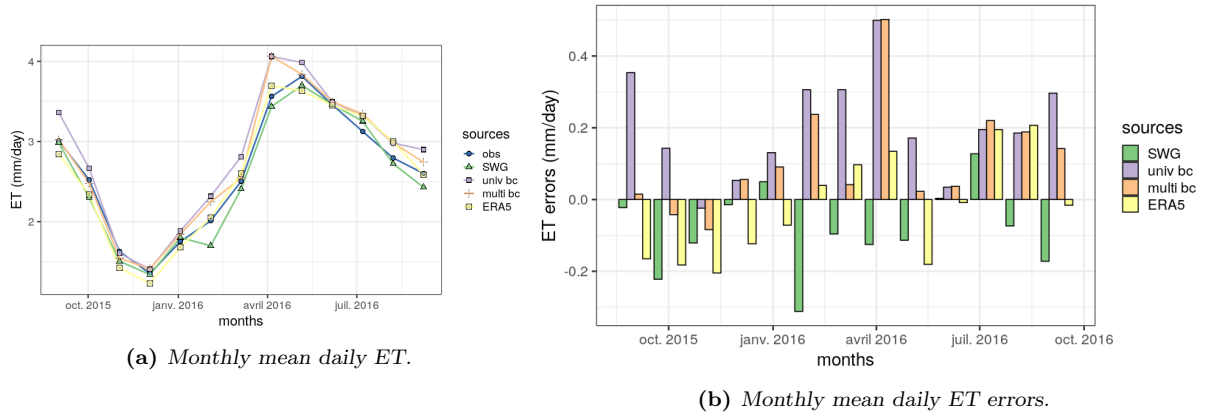 4
3
2
ET (mm/day)
oct. 2015
janv. 2016
avril 2016
juil. 2016
months
sources
obs
SWG
univ bc
multi bc
ERA5
(a) Monthly mean daily ET.
0.4
0.2
0.0
-0.2
ET errors (mm/day)
oct. 2015
janv. 2016
avril 2016
juil. 2016
oct. 2016
months
sources
SWG
univ bc
multi bc
ERA5
(b) Monthly mean daily ET errors.